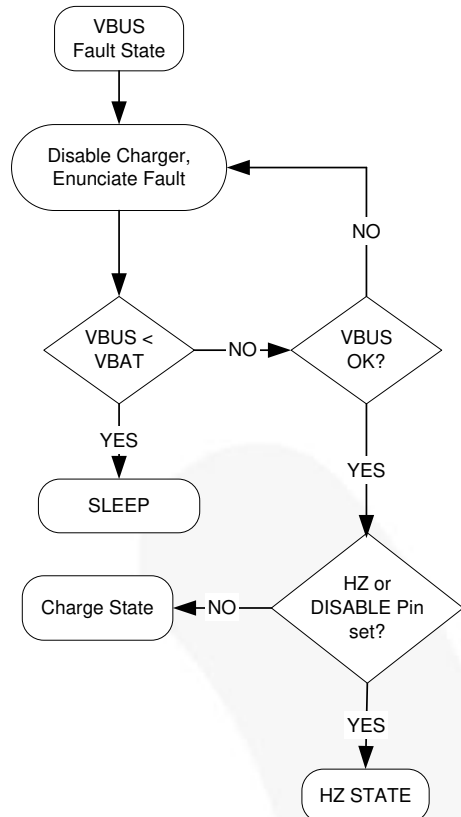 VBUS
Fault State
Disable Charger,
Enunciate Fault
NO
VBUS <
VBAT
NO
VBUS
OK?
YES
YES
SLEEP
HZ or
DISABLE Pin
set?
NO
Charge State
YES
HZ STATE